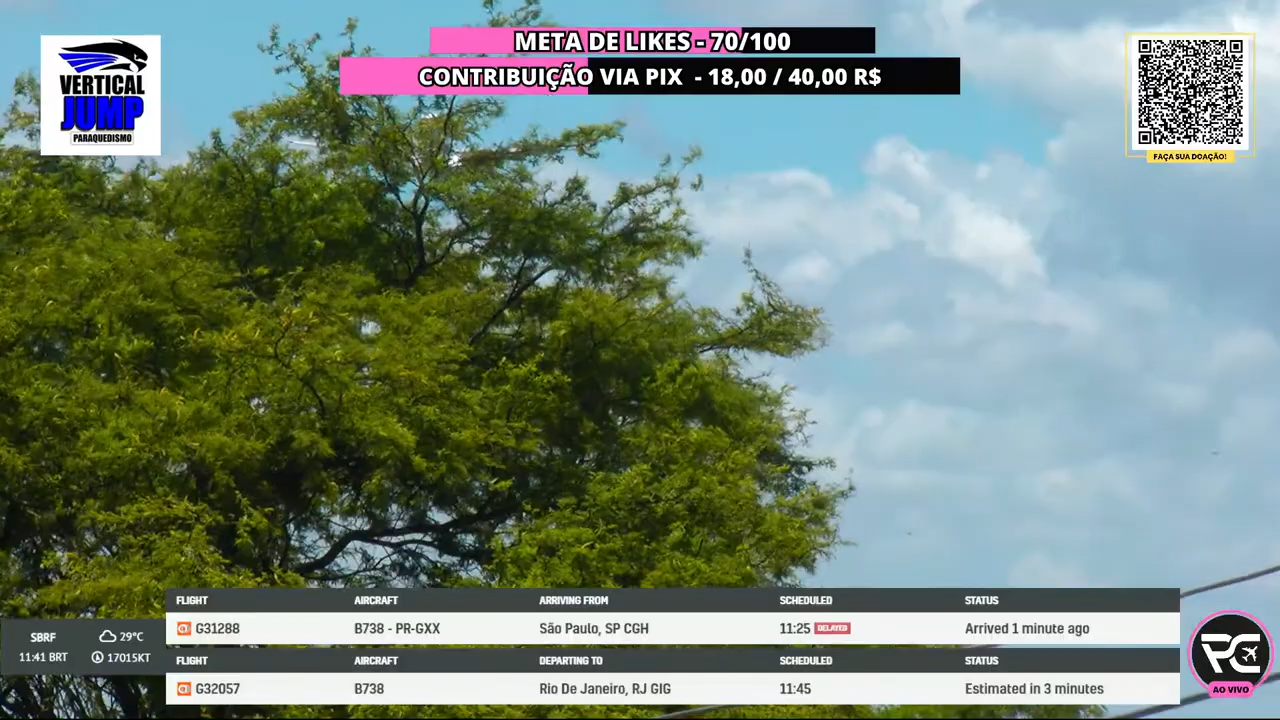 META DE LIKES - 70/100
CONTRIBUIÇÃO VIA PIX - 18,00 / 40,00 R$
VERTICAL
JUMP
PARAQUEDISMO
FAÇA SUA DOAÇÃO!
FLIGHT AIRCRAFT ARRIVING FROM SCHEDULED STATUS
G31288 B738 - PR-GXX São Paulo, SP CGH 11:25 DELAYED Arrived 1 minute ago
FLIGHT AIRCRAFT DEPARTING TO SCHEDULED STATUS
G32057 B738 Rio De Janeiro, RJ GIG 11:45 Estimated in 3 minutes
SBRF 29°C
11:41 BRT 17015KT
RC
AO VIVO